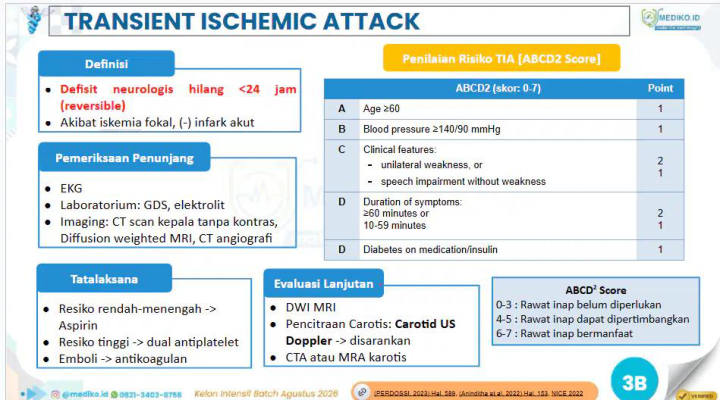 TRANSIENT ISCHEMIC ATTACK
MEDIKO.ID
Definisi
• Defisit neurologis hilang <24 jam
(reversible)
• Akibat iskemia fokal, (-) infark akut
Pemeriksaan Penunjang
• EKG
• Laboratorium: GDS, elektrolit
• Imaging: CT scan kepala tanpa kontras,
Diffusion weighted MRI, CT angiografi
Penilaian Risiko TIA [ABCD2 Score]
ABCD2 (skor: 0-7) Point
A Age ≥60 1
B Blood pressure ≥140/90 mmHg 1
C Clinical features:
- unilateral weakness, or 2
- speech impairment without weakness 1
D Duration of symptoms:
≥60 minutes or 2
10-59 minutes 1
D Diabetes on medication/insulin 1
Tatalaksana
• Resiko rendah-menengah ->
Aspirin
• Resiko tinggi -> dual antiplatelet
• Emboli -> antikoagulan
Evaluasi Lanjutan
• DWI MRI
• Pencitraan Carotis: Carotid US
Doppler -> disarankan
• CTA atau MRA karotis
ABCD² Score
0-3 : Rawat inap belum diperlukan
4-5 : Rawat inap dapat dipertimbangkan
6-7 : Rawat inap bermanfaat
3B
@mediko.id 0821-3403-8756 Kelan Intensif Batch Agustus 2026
(PERDOSSI, 2023) Hal. 589, (Aninditha et al, 2022) Hal. 153, NICE 2022
VERIFIED